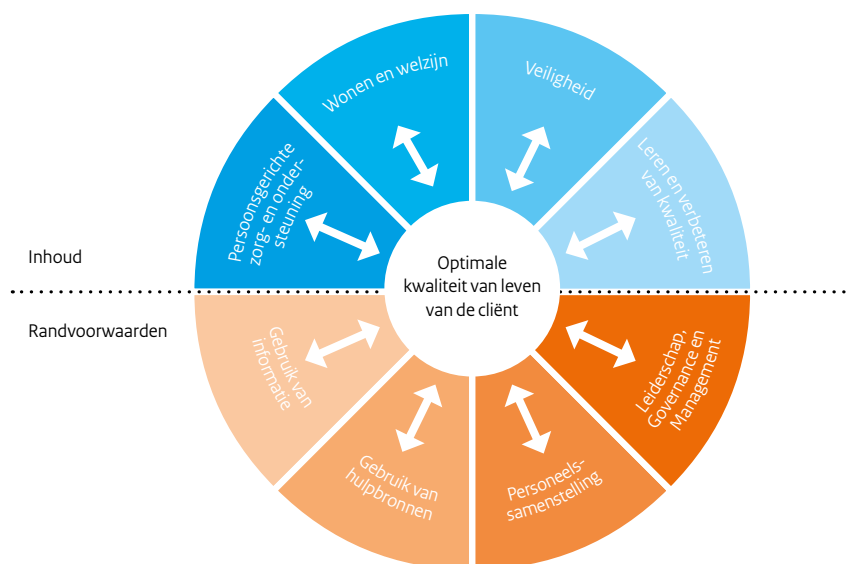 Wonen en welzijn
Veiligheid
Persoonsgerichte
zorg- en onder-
steuning
Leren en verbeteren
van kwaliteit
Inhoud
Optimale
kwaliteit van leven
van de cliënt
Randvoorwaarden
Gebruik van
informatie
Leiderschap,
Governance en
Management
Gebruik van
hulpbronnen
Personeels-
samenstelling